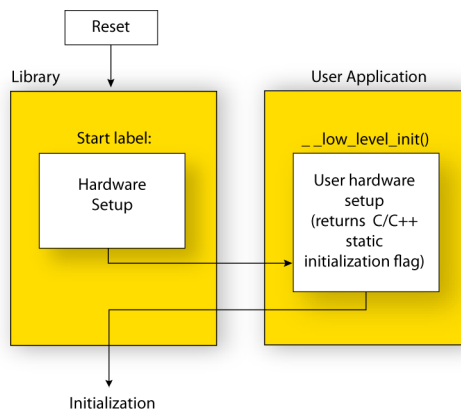 Reset
Library
User Application
Start label:
Hardware
Setup
_ _low_level_init()
User hardware
setup
(returns C/C++
static
initialization flag)
Initialization